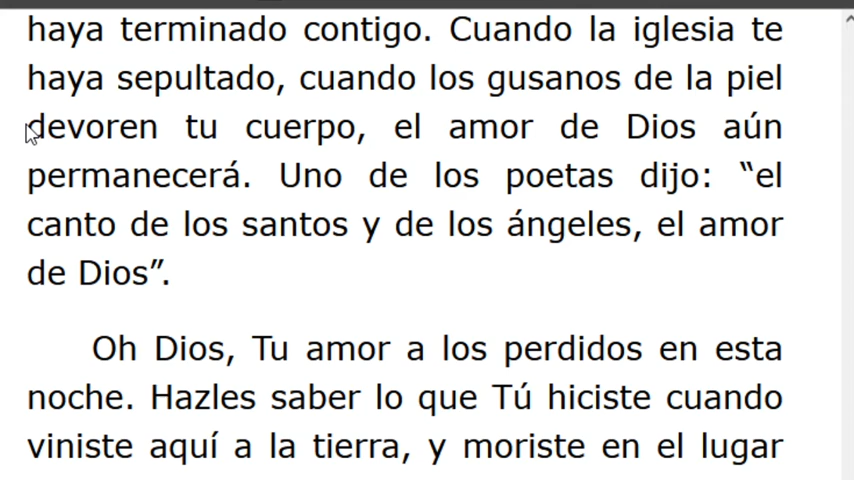 haya terminado contigo. Cuando la iglesia te
haya sepultado, cuando los gusanos de la piel
devoren tu cuerpo, el amor de Dios aún
permanecerá. Uno de los poetas dijo: “el
canto de los santos y de los ángeles, el amor
de Dios”.
Oh Dios, Tu amor a los perdidos en esta
noche. Hazles saber lo que Tú hiciste cuando
viniste aquí a la tierra, y moriste en el lugar